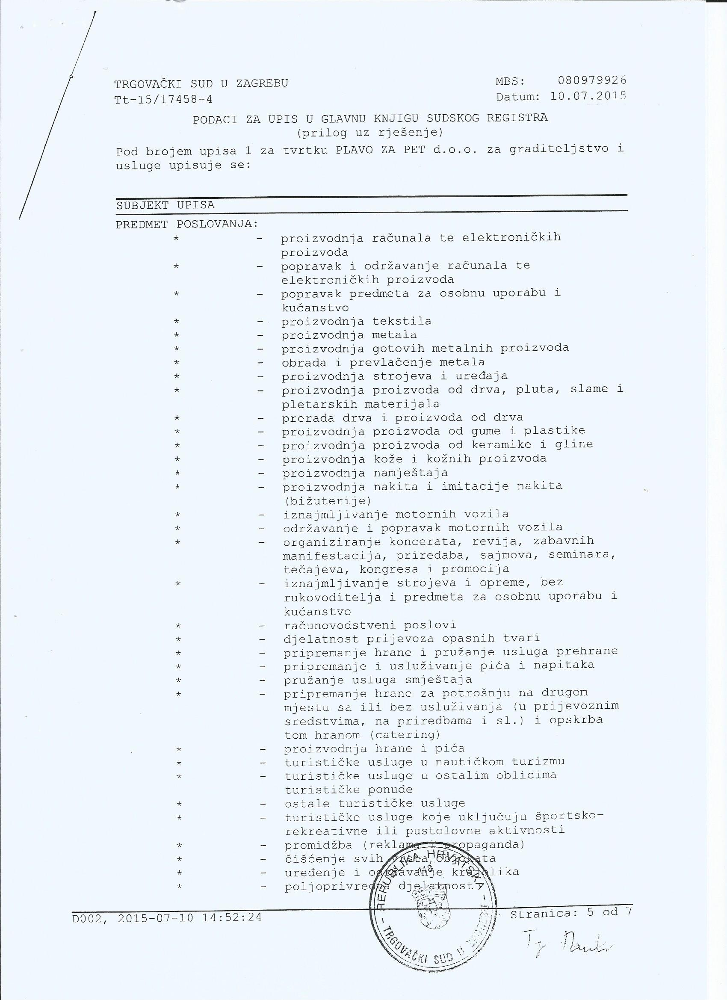 TRGOVAČKI SUD U ZAGREBU
Tt-15/17458-4
MBS: 080979926
Datum: 10.07.2015
PODACI ZA UPIS U GLAVNU KNJIGU SUDSKOG REGISTRA
(prilog uz rješenje)
Pod brojem upisa 1 za tvrtku PLAVO ZA PET d.o.o. za graditeljstvo i
usluge upisuje se:
SUBJEKT UPISA
PREDMET POSLOVANJA:
* - proizvodnja računala te elektroničkih
proizvoda
* - popravak i održavanje računala te
elektroničkih proizvoda
* - popravak predmeta za osobnu uporabu i
kućanstvo
* - proizvodnja tekstila
* - proizvodnja metala
* - proizvodnja gotovih metalnih proizvoda
* - obrada i prevlačenje metala
* - proizvodnja strojeva i uređaja
* - proizvodnja proizvoda od drva, pluta, slame i
pletarskih materijala
* - prerada drva i proizvoda od drva
* - proizvodnja proizvoda od gume i plastike
* - proizvodnja proizvoda od keramike i gline
* - proizvodnja kože i kožnih proizvoda
* - proizvodnja namještaja
* - proizvodnja nakita i imitacije nakita
(bižuterije)
* - iznajmljivanje motornih vozila
* - održavanje i popravak motornih vozila
* - organiziranje koncerata, revija, zabavnih
manifestacija, priredaba, sajmova, seminara,
tečajeva, kongresa i promocija
* - iznajmljivanje strojeva i opreme, bez
rukovoditelja i predmeta za osobnu uporabu i
kućanstvo
* - računovodstveni poslovi
* - djelatnost prijevoza opasnih tvari
* - pripremanje hrane i pružanje usluga prehrane
* - pripremanje i usluživanje pića i napitaka
* - pružanje usluga smještaja
* - pripremanje hrane za potrošnju na drugom
mjestu sa ili bez usluživanja (u prijevoznim
sredstvima, na priredbama i sl.) i opskrba
tom hranom (catering)
* - proizvodnja hrane i pića
* - turističke usluge u nautičkom turizmu
* - turističke usluge u ostalim oblicima
turističke ponude
* - ostale turističke usluge
* - turističke usluge koje uključuju športsko-
rekreativne ili pustolovne aktivnosti
* - promidžba (reklama i propaganda)
* - čišćenje svih vrsta objekata
* - uređenje i održavanje krajolika
* - poljoprivredna djelatnost
REPUBLIKA HRVATSKA
118
TRGOVAČKI SUD U
D002, 2015-07-10 14:52:24
Stranica: 5 od 7